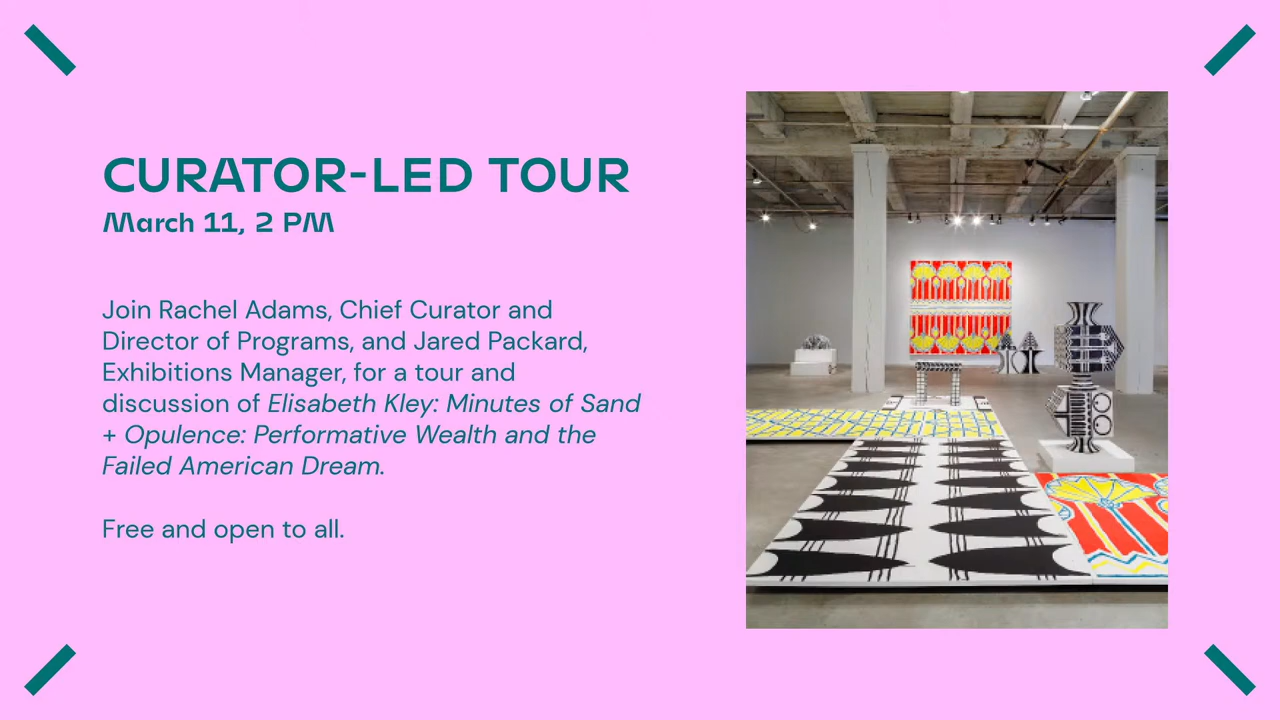 CURATOR-LED TOUR
March 11, 2 PM
Join Rachel Adams, Chief Curator and
Director of Programs, and Jared Packard,
Exhibitions Manager, for a tour and
discussion of Elisabeth Kley: Minutes of Sand
+ Opulence: Performative Wealth and the
Failed American Dream.
Free and open to all.